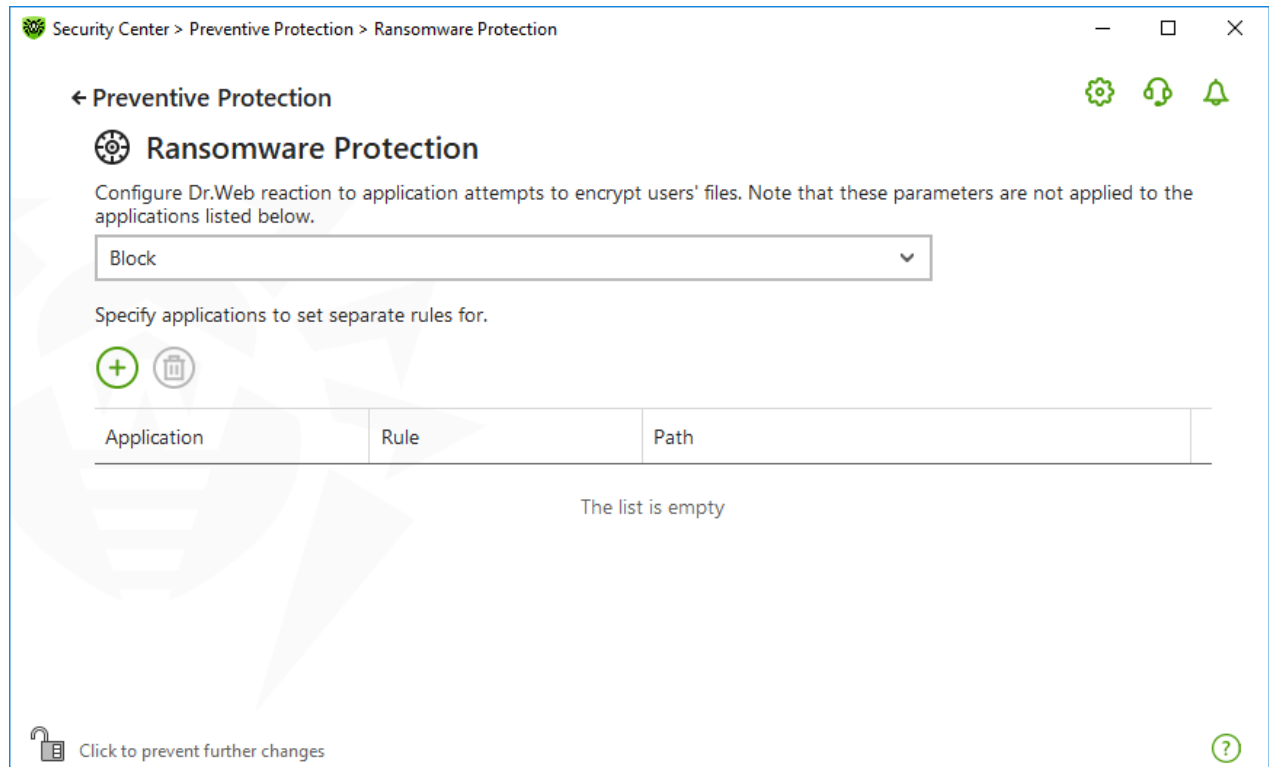 Security Center > Preventive Protection > Ransomware Protection
Preventive Protection
Ransomware Protection
Configure Dr.Web reaction to application attempts to encrypt users' files. Note that these parameters are not applied to the
applications listed below.
Block
Specify applications to set separate rules for.
Application Rule Path
The list is empty
Click to prevent further changes
?